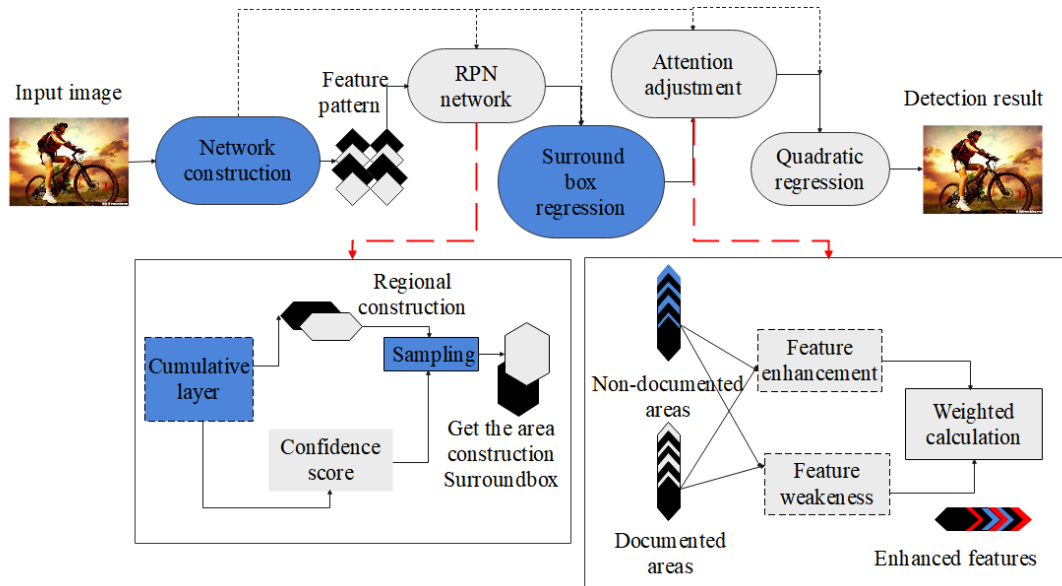 Input image
Network
construction
Feature
pattern
RPN
network
Surround
box
regression
Attention
adjustment
Quadratic
regression
Detection result
Cumulative
layer
Regional
construction
Confidence
score
Sampling
Get the area
construction
Surroundbox
Non-documented
areas
Documented
areas
Feature
enhancement
Feature
weakeness
Weighted
calculation
Enhanced features